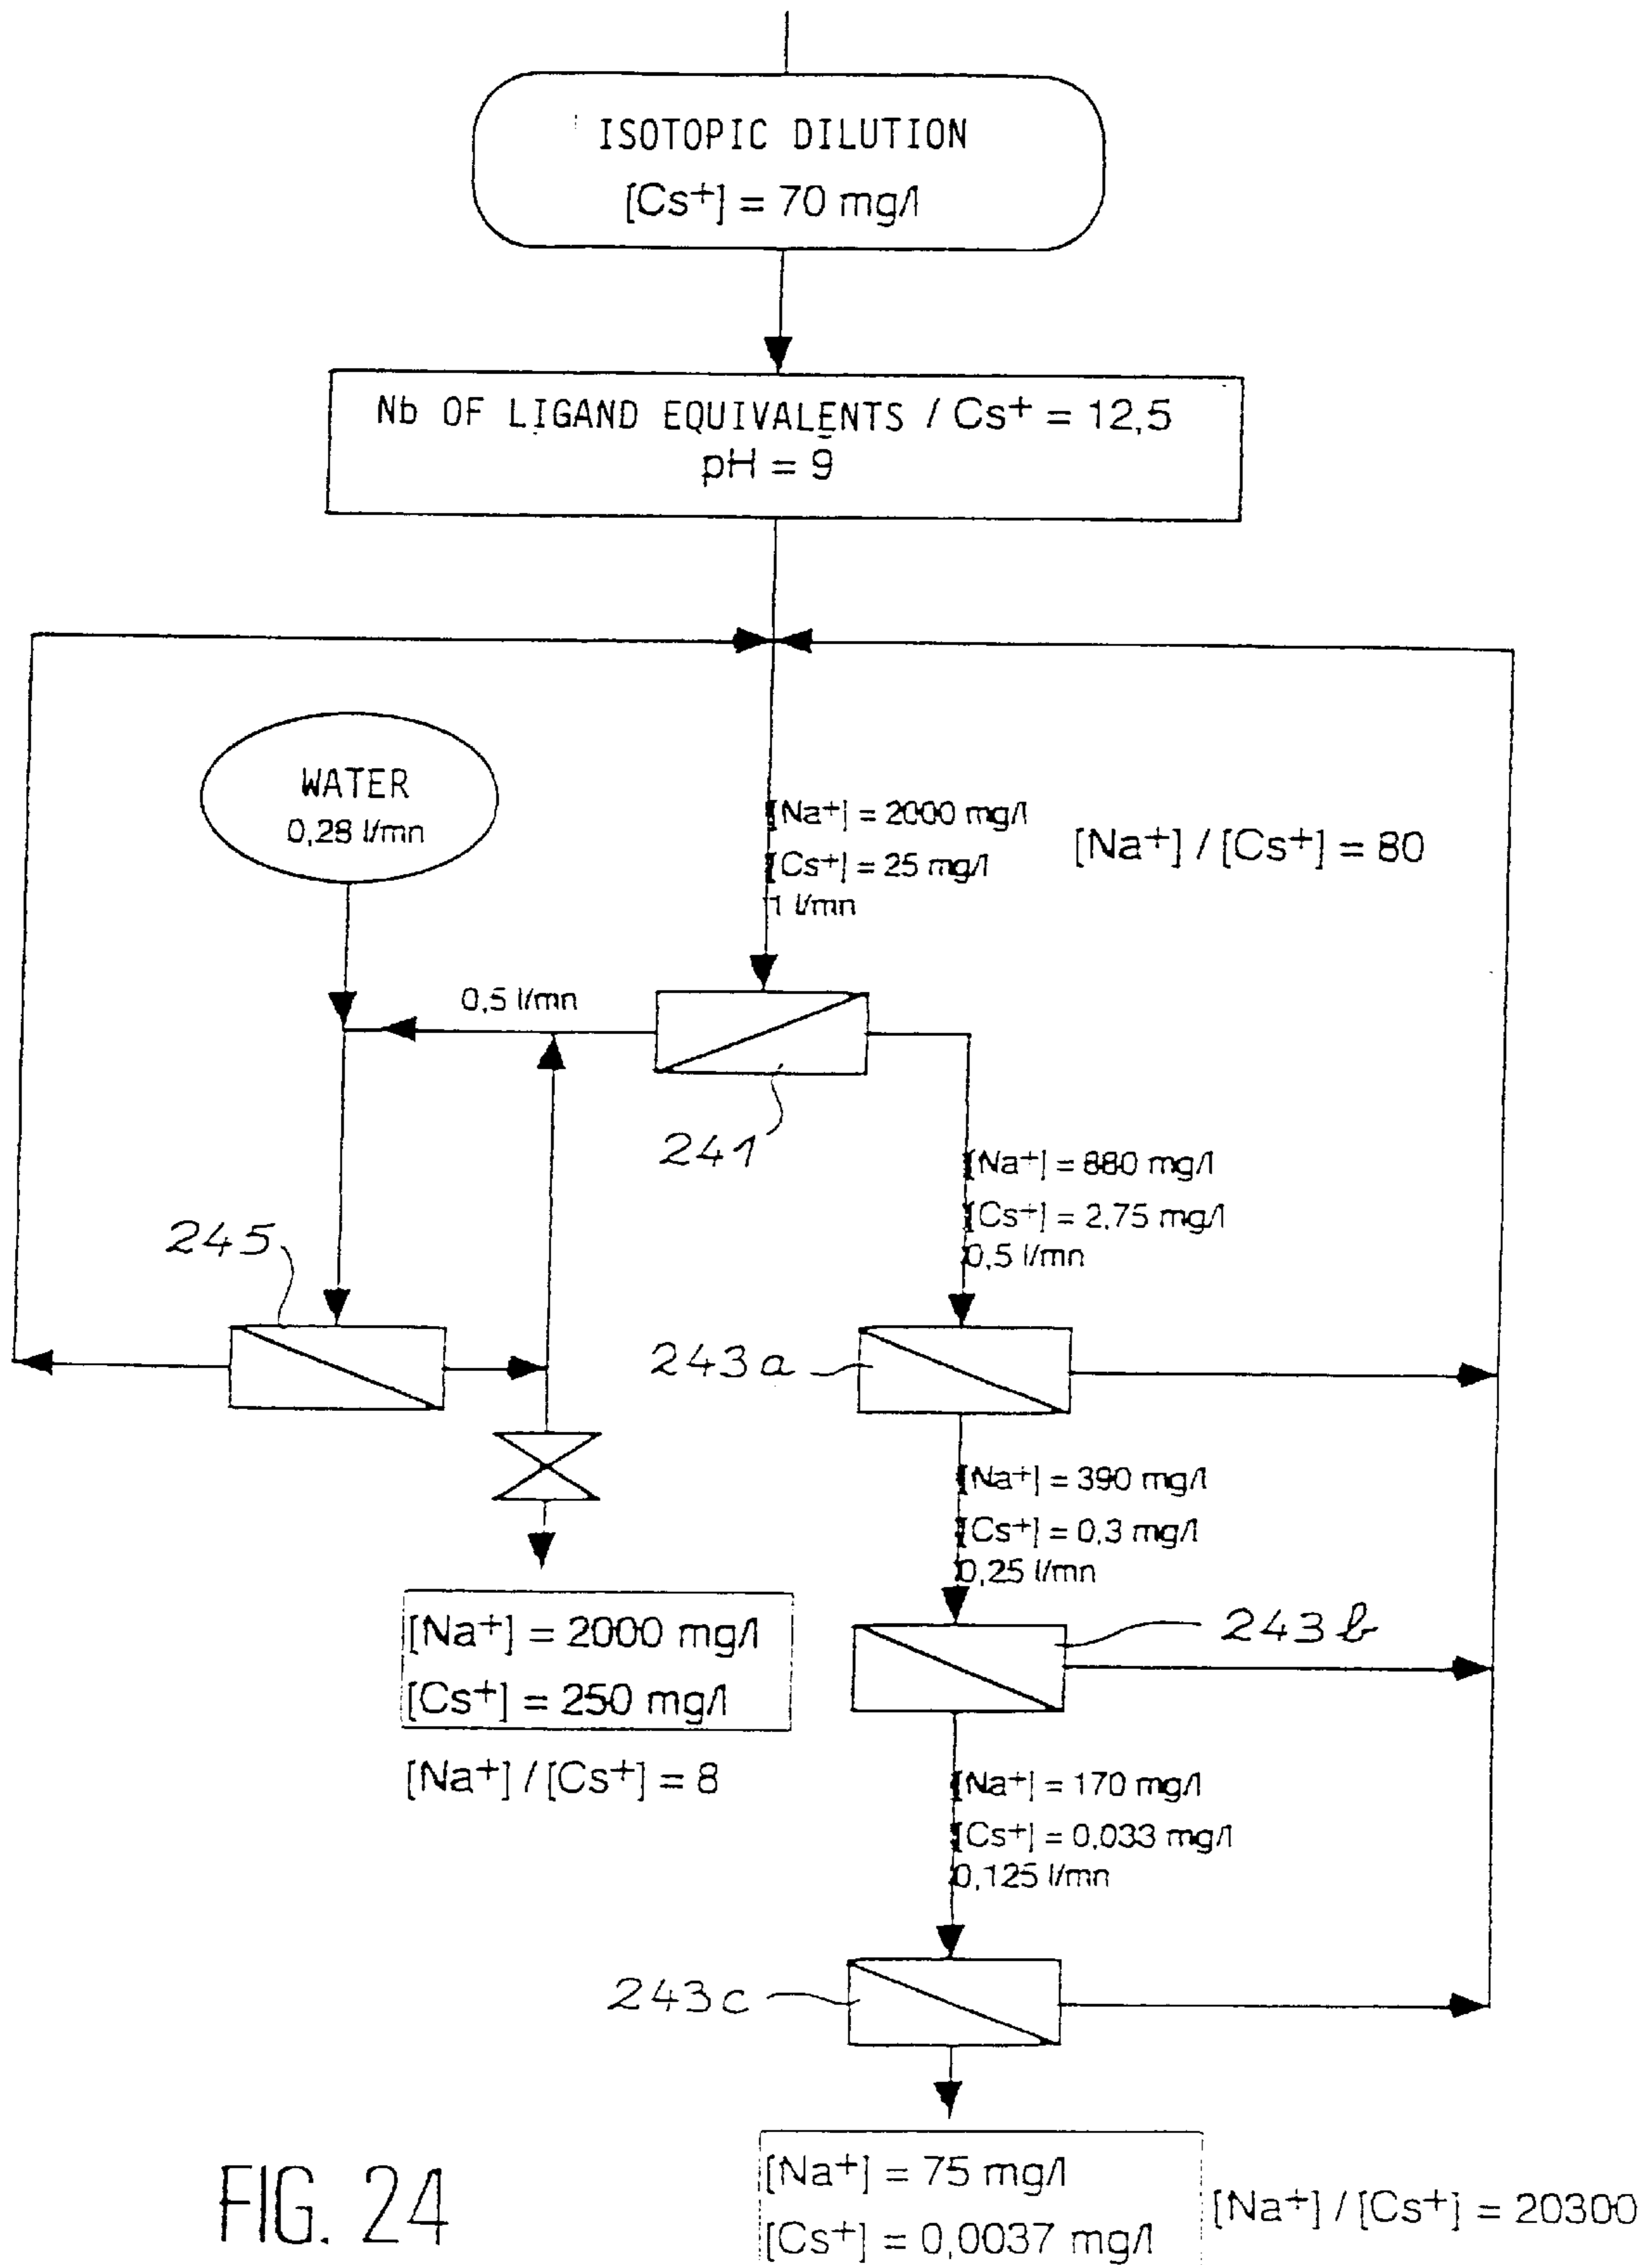 ISOTOPIC DILUTION
[Cs+] = 70 mg/l
Nb OF LIGAND EQUIVALENTS / Cs+ = 12,5
pH = 9
WATER
0,28 l/mn
[Na+] = 2000 mg/l
[Cs+] = 25 mg/l
1 l/mn
[Na+] / [Cs+] = 80
0,5 l/mn
241
[Na+] = 880 mg/l
[Cs+] = 2,75 mg/l
0,5 l/mn
245
243a
[Na+] = 390 mg/l
[Cs+] = 0,3 mg/l
0,25 l/mn
243b
[Na+] = 2000 mg/l
[Cs+] = 250 mg/l
[Na+] / [Cs+] = 8
[Na+] = 170 mg/l
[Cs+] = 0,033 mg/l
0,125 l/mn
243c
[Na+] = 75 mg/l
[Cs+] = 0,0037 mg/l
[Na+] / [Cs+] = 20300
FIG. 24